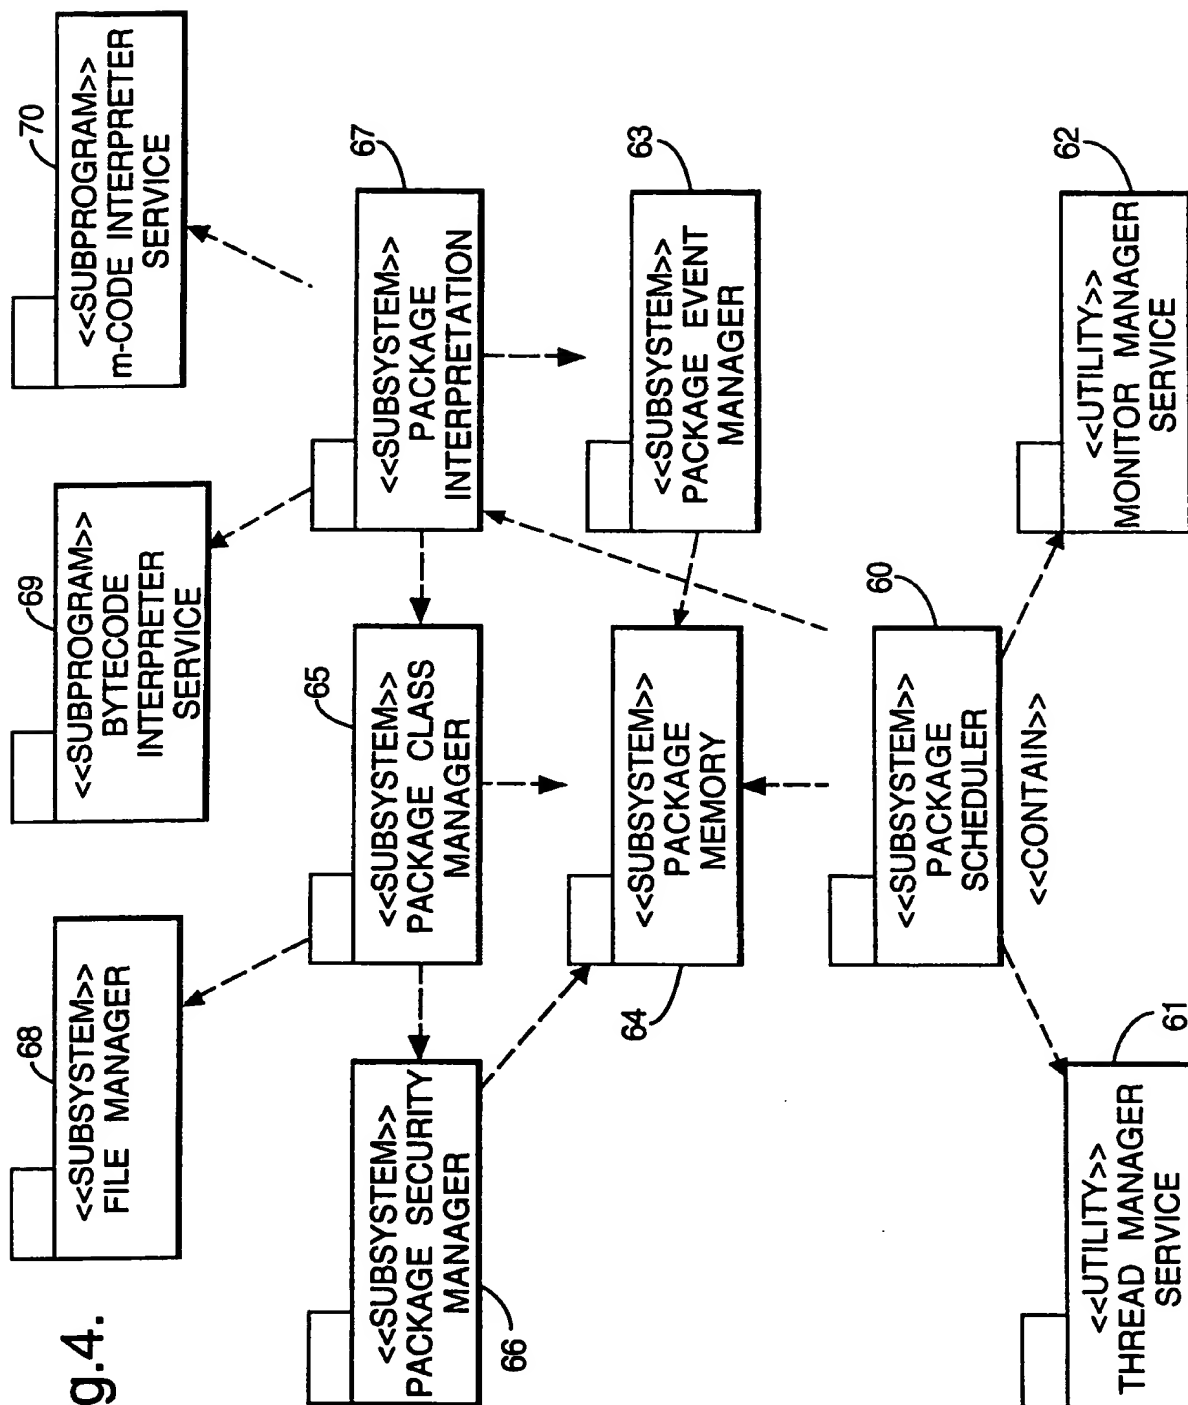 g.4.
68
<<SUBSYSTEM>>
FILE MANAGER
69
<<SUBPROGRAM>>
BYTECODE
INTERPRETER
SERVICE
70
<<SUBPROGRAM>>
m-CODE INTERPRETER
SERVICE
<<SUBSYSTEM>>
PACKAGE SECURITY
MANAGER
66
65
<<SUBSYSTEM>>
PACKAGE CLASS
MANAGER
67
<<SUBSYSTEM>>
PACKAGE
INTERPRETATION
<<SUBSYSTEM>>
PACKAGE
MEMORY
64
63
<<SUBSYSTEM>>
PACKAGE EVENT
MANAGER
60
<<SUBSYSTEM>>
PACKAGE
SCHEDULER
<<CONTAIN>>
61
<<UTILITY>>
THREAD MANAGER
SERVICE
62
<<UTILITY>>
MONITOR MANAGER
SERVICE